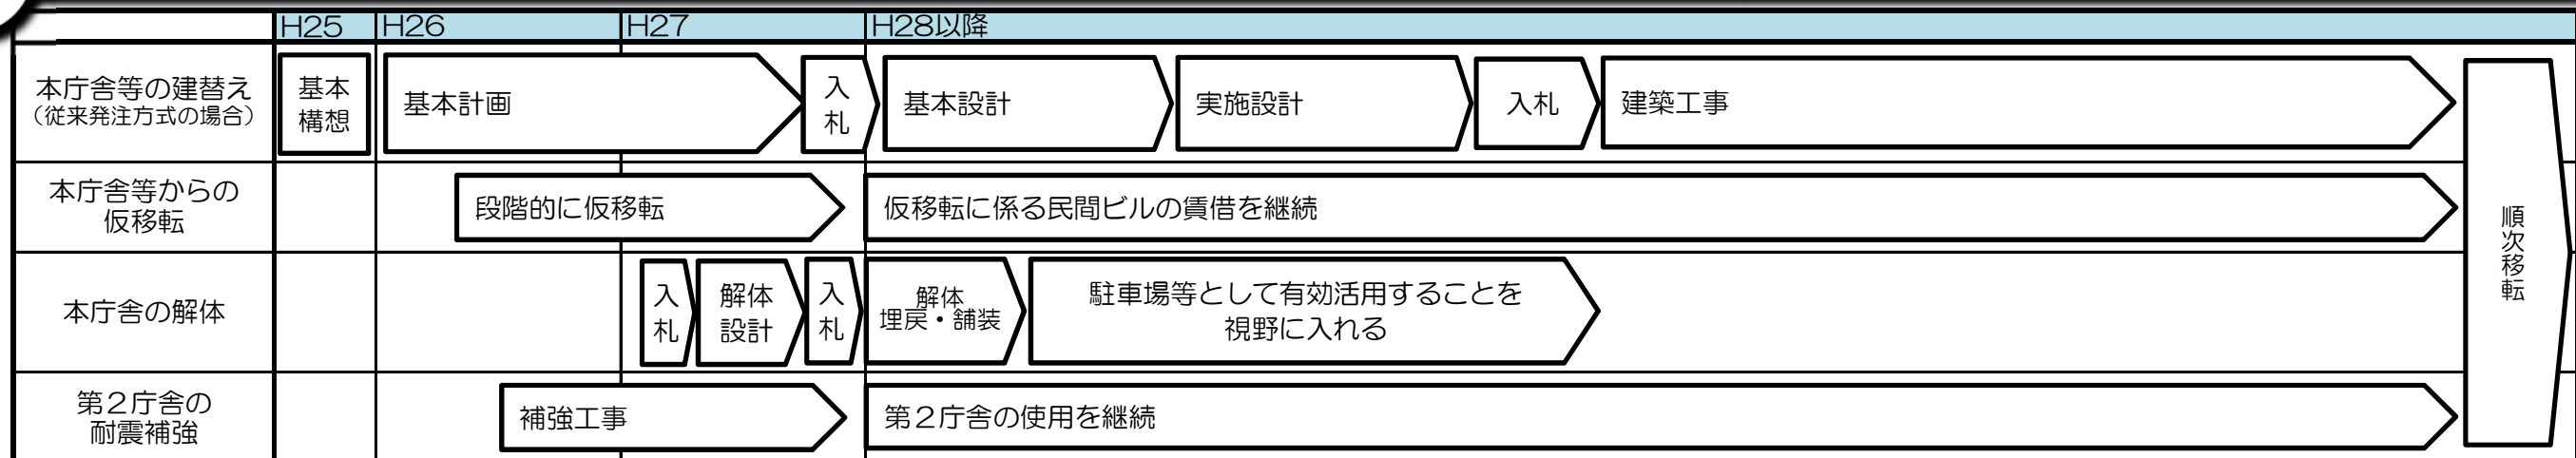 H25 H26 H27 H28以降
本庁舎等の建替え
（従来発注方式の場合）
基本
構想
基本計画
入
札
基本設計
実施設計
入札
建築工事
本庁舎等からの
仮移転
段階的に仮移転
仮移転に係る民間ビルの賃借を継続
順次移転
本庁舎の解体
入
札
解体
設計
入
札
解体
埋戻・舗装
駐車場等として有効活用することを
視野に入れる
第２庁舎の
耐震補強
補強工事
第２庁舎の使用を継続